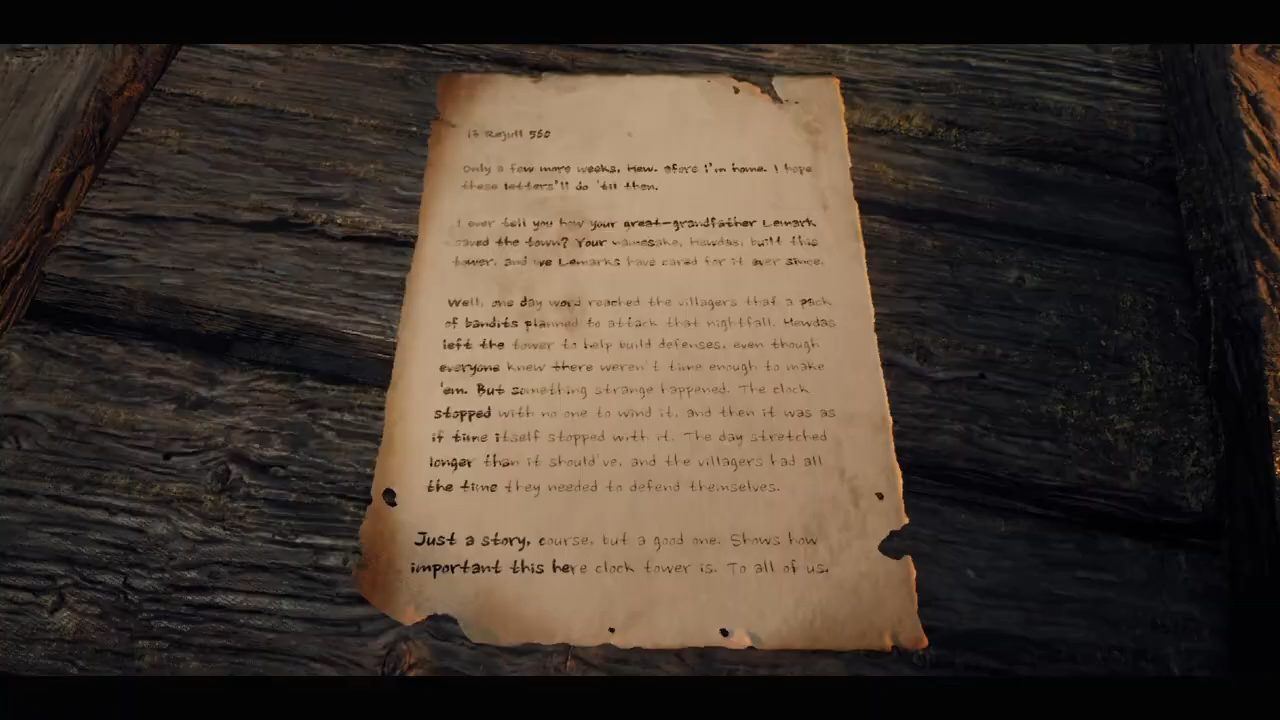 13 Rejull 560
Only a few more weeks, Hew. afore I'm home. I hope
these letters'll do 'til then.
I ever tell you how your great-grandfather Lemark
saved the town? Your namesake, Hewdas, built this
tower, and we Lemarks have cared for it ever since.
Well, one day word reached the villagers that a pack
of bandits planned to attack that nightfall. Hewdas
left the tower to help build defenses, even though
everyone knew there weren't time enough to make
'em. But something strange happened. The clock
stopped with no one to wind it, and then it was as
if time itself stopped with it. The day stretched
longer than it should've, and the villagers had all
the time they needed to defend themselves.
Just a story, course, but a good one. Shows how
important this here clock tower is. To all of us.